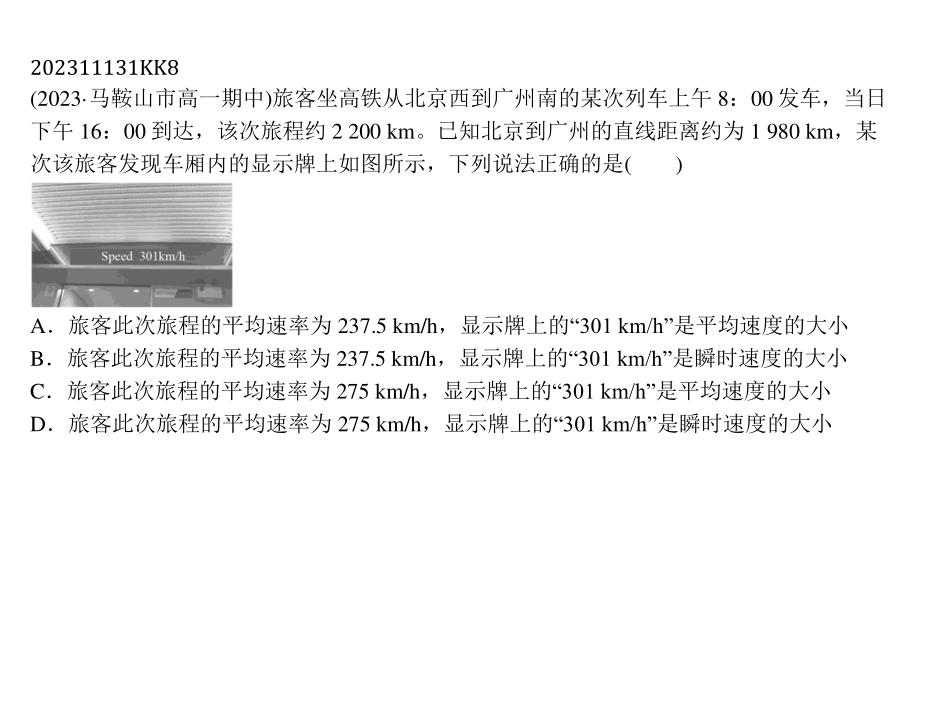 202311131KK8
(2023·马鞍山市高一期中)旅客坐高铁从北京西到广州南的某次列车上午 8：00 发车，当日
下午 16：00 到达，该次旅程约 2 200 km。已知北京到广州的直线距离约为 1 980 km，某
次该旅客发现车厢内的显示牌上如图所示，下列说法正确的是(　　)
Speed 301km/h
A．旅客此次旅程的平均速率为 237.5 km/h，显示牌上的“301 km/h”是平均速度的大小
B．旅客此次旅程的平均速率为 237.5 km/h，显示牌上的“301 km/h”是瞬时速度的大小
C．旅客此次旅程的平均速率为 275 km/h，显示牌上的“301 km/h”是平均速度的大小
D．旅客此次旅程的平均速率为 275 km/h，显示牌上的“301 km/h”是瞬时速度的大小